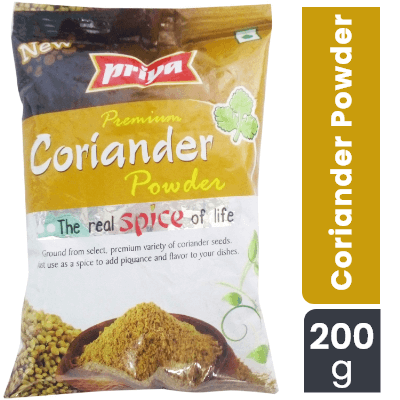 New
Priya
Premium
Coriander
Powder
The real spice of life
Ground from select, premium variety of coriander seeds.
Just use as a spice to add piquance and flavor to your dishes.
Coriander Powder
200
g